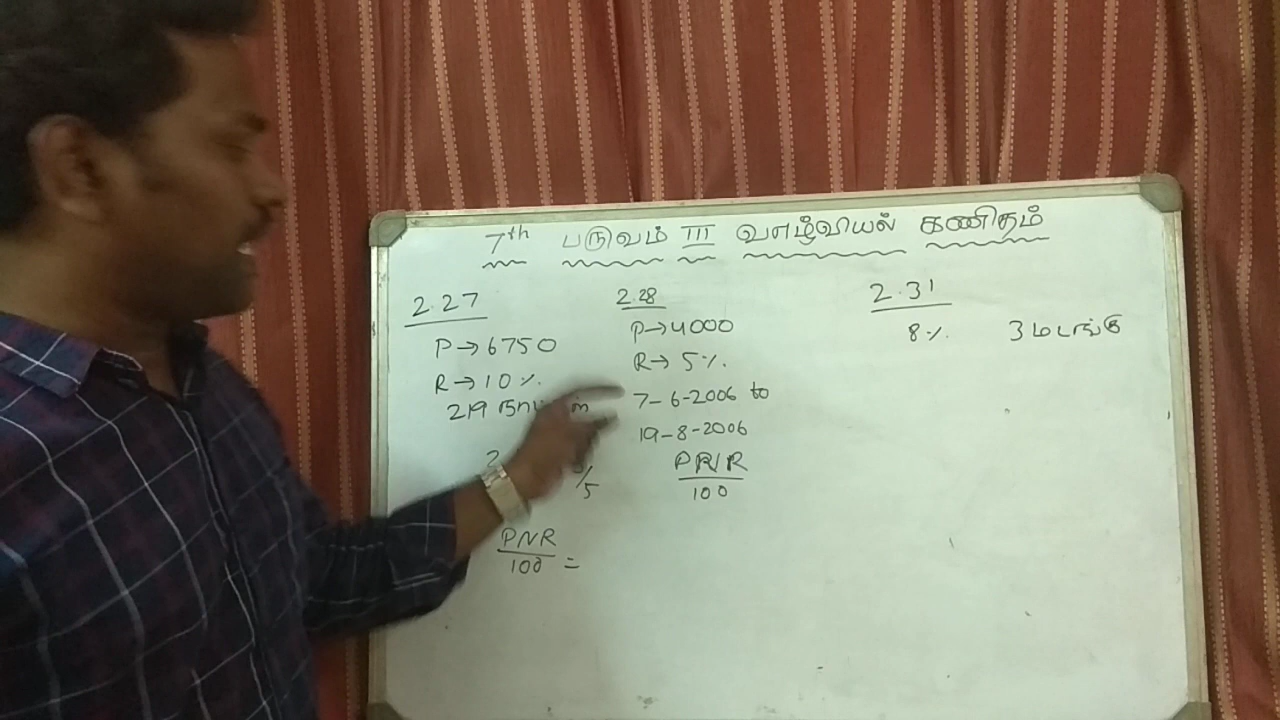 7th பருவம் III வாழ்வியல் கணிதம்
2.27
P→6750
R→10%
219
/5
PNR
100 =
2.28
P→4000
R→5%.
7-6-2006 to
19-8-2006
PNR
100
2.31
8%. 3 மடங்கு